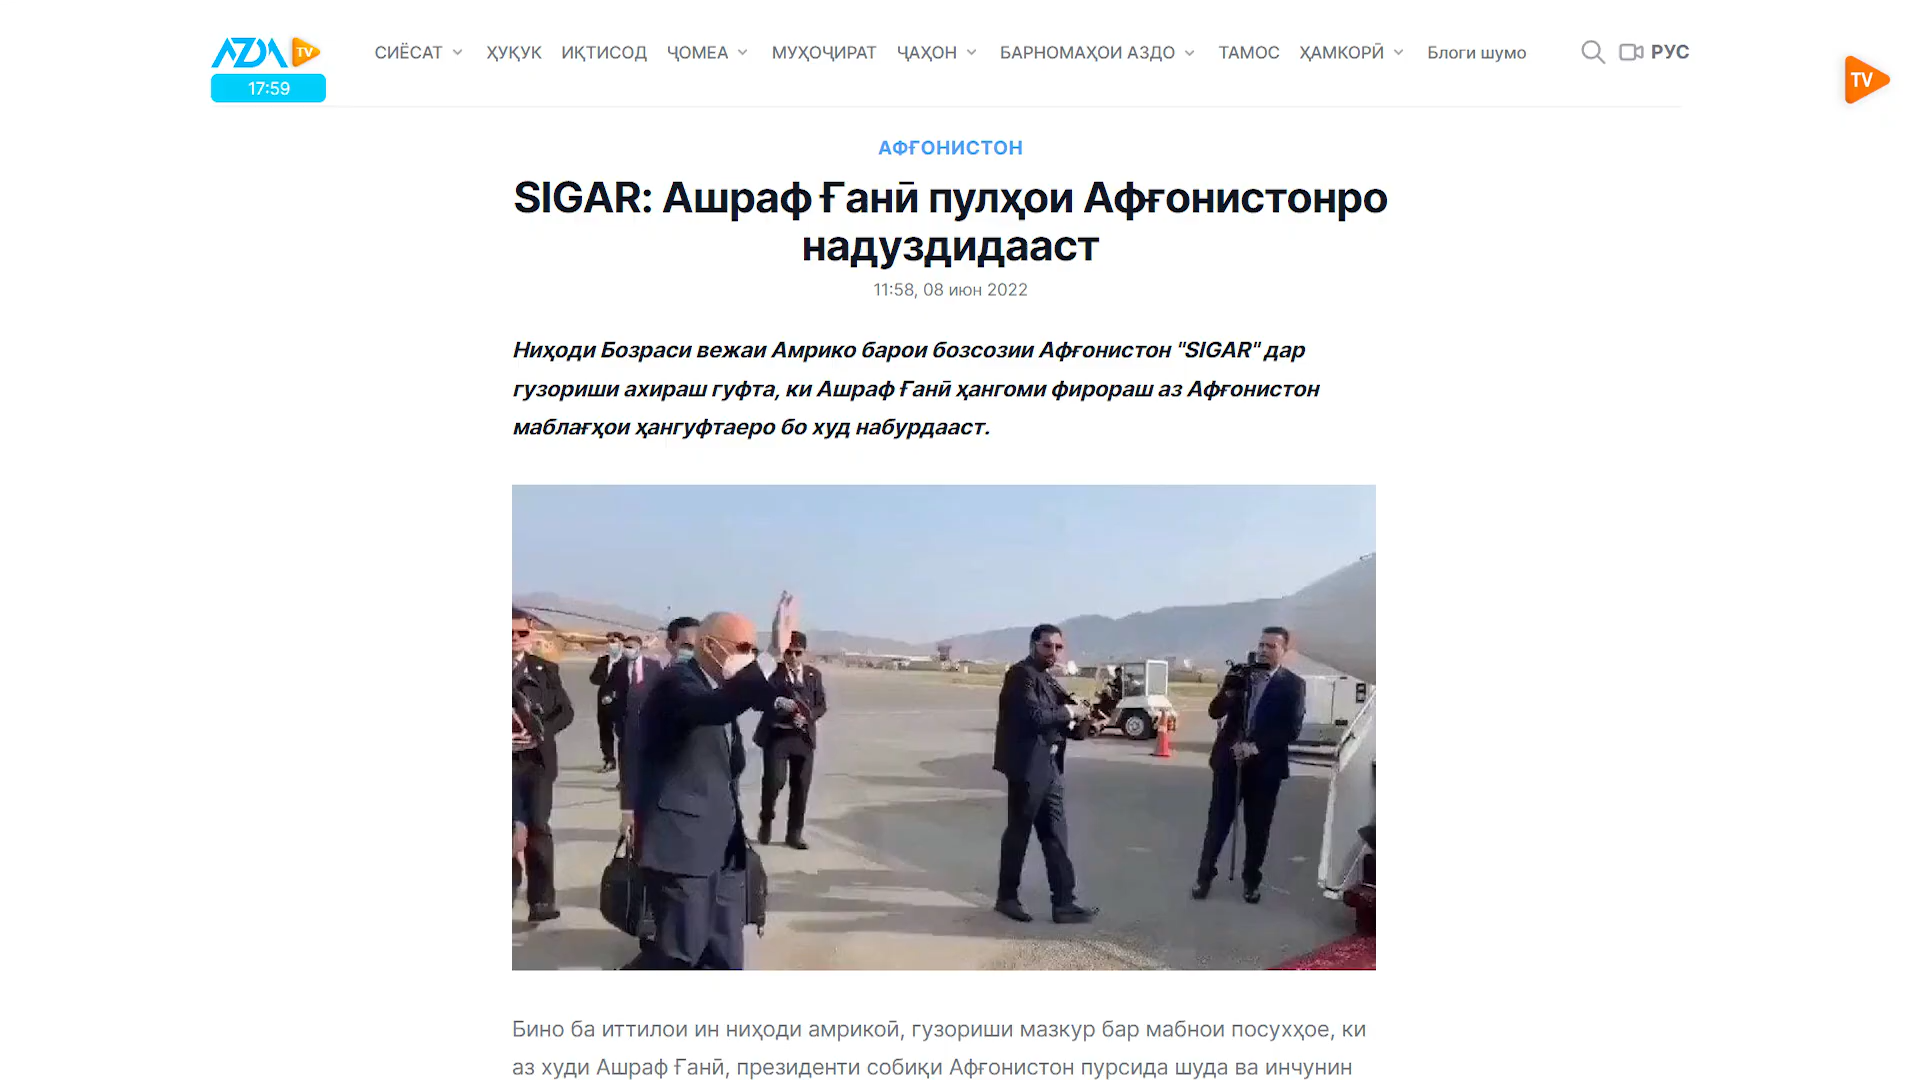 AZDA TV
17:59
СИЁСАТ ҲУҚУҚ ИҚТИСОД ҶОМЕА МУҲОҶИРАТ ҶАҲОН БАРНОМАҲОИ АЗДО ТАМОС ҲАМКОРӢ Блоги шумо РУС
TV
АФҒОНИСТОН
SIGAR: Ашраф Ғанӣ пулҳои Афғонистонро
надуздидааст
11:58, 08 июн 2022
Ниҳоди Бозраси вежаи Амрико барои бозсозии Афғонистон "SIGAR" дар
гузориши ахираш гуфта, ки Ашраф Ғанӣ ҳангоми фирораш аз Афғонистон
маблағҳои ҳангуфтаеро бо худ набурдааст.
Бино ба иттилои ин ниҳоди амрикоӣ, гузориши мазкур бар мабнои посухҳое, ки
аз худи Ашраф Ғанӣ, президенти собиқи Афғонистон пурсида шуда ва инчунин